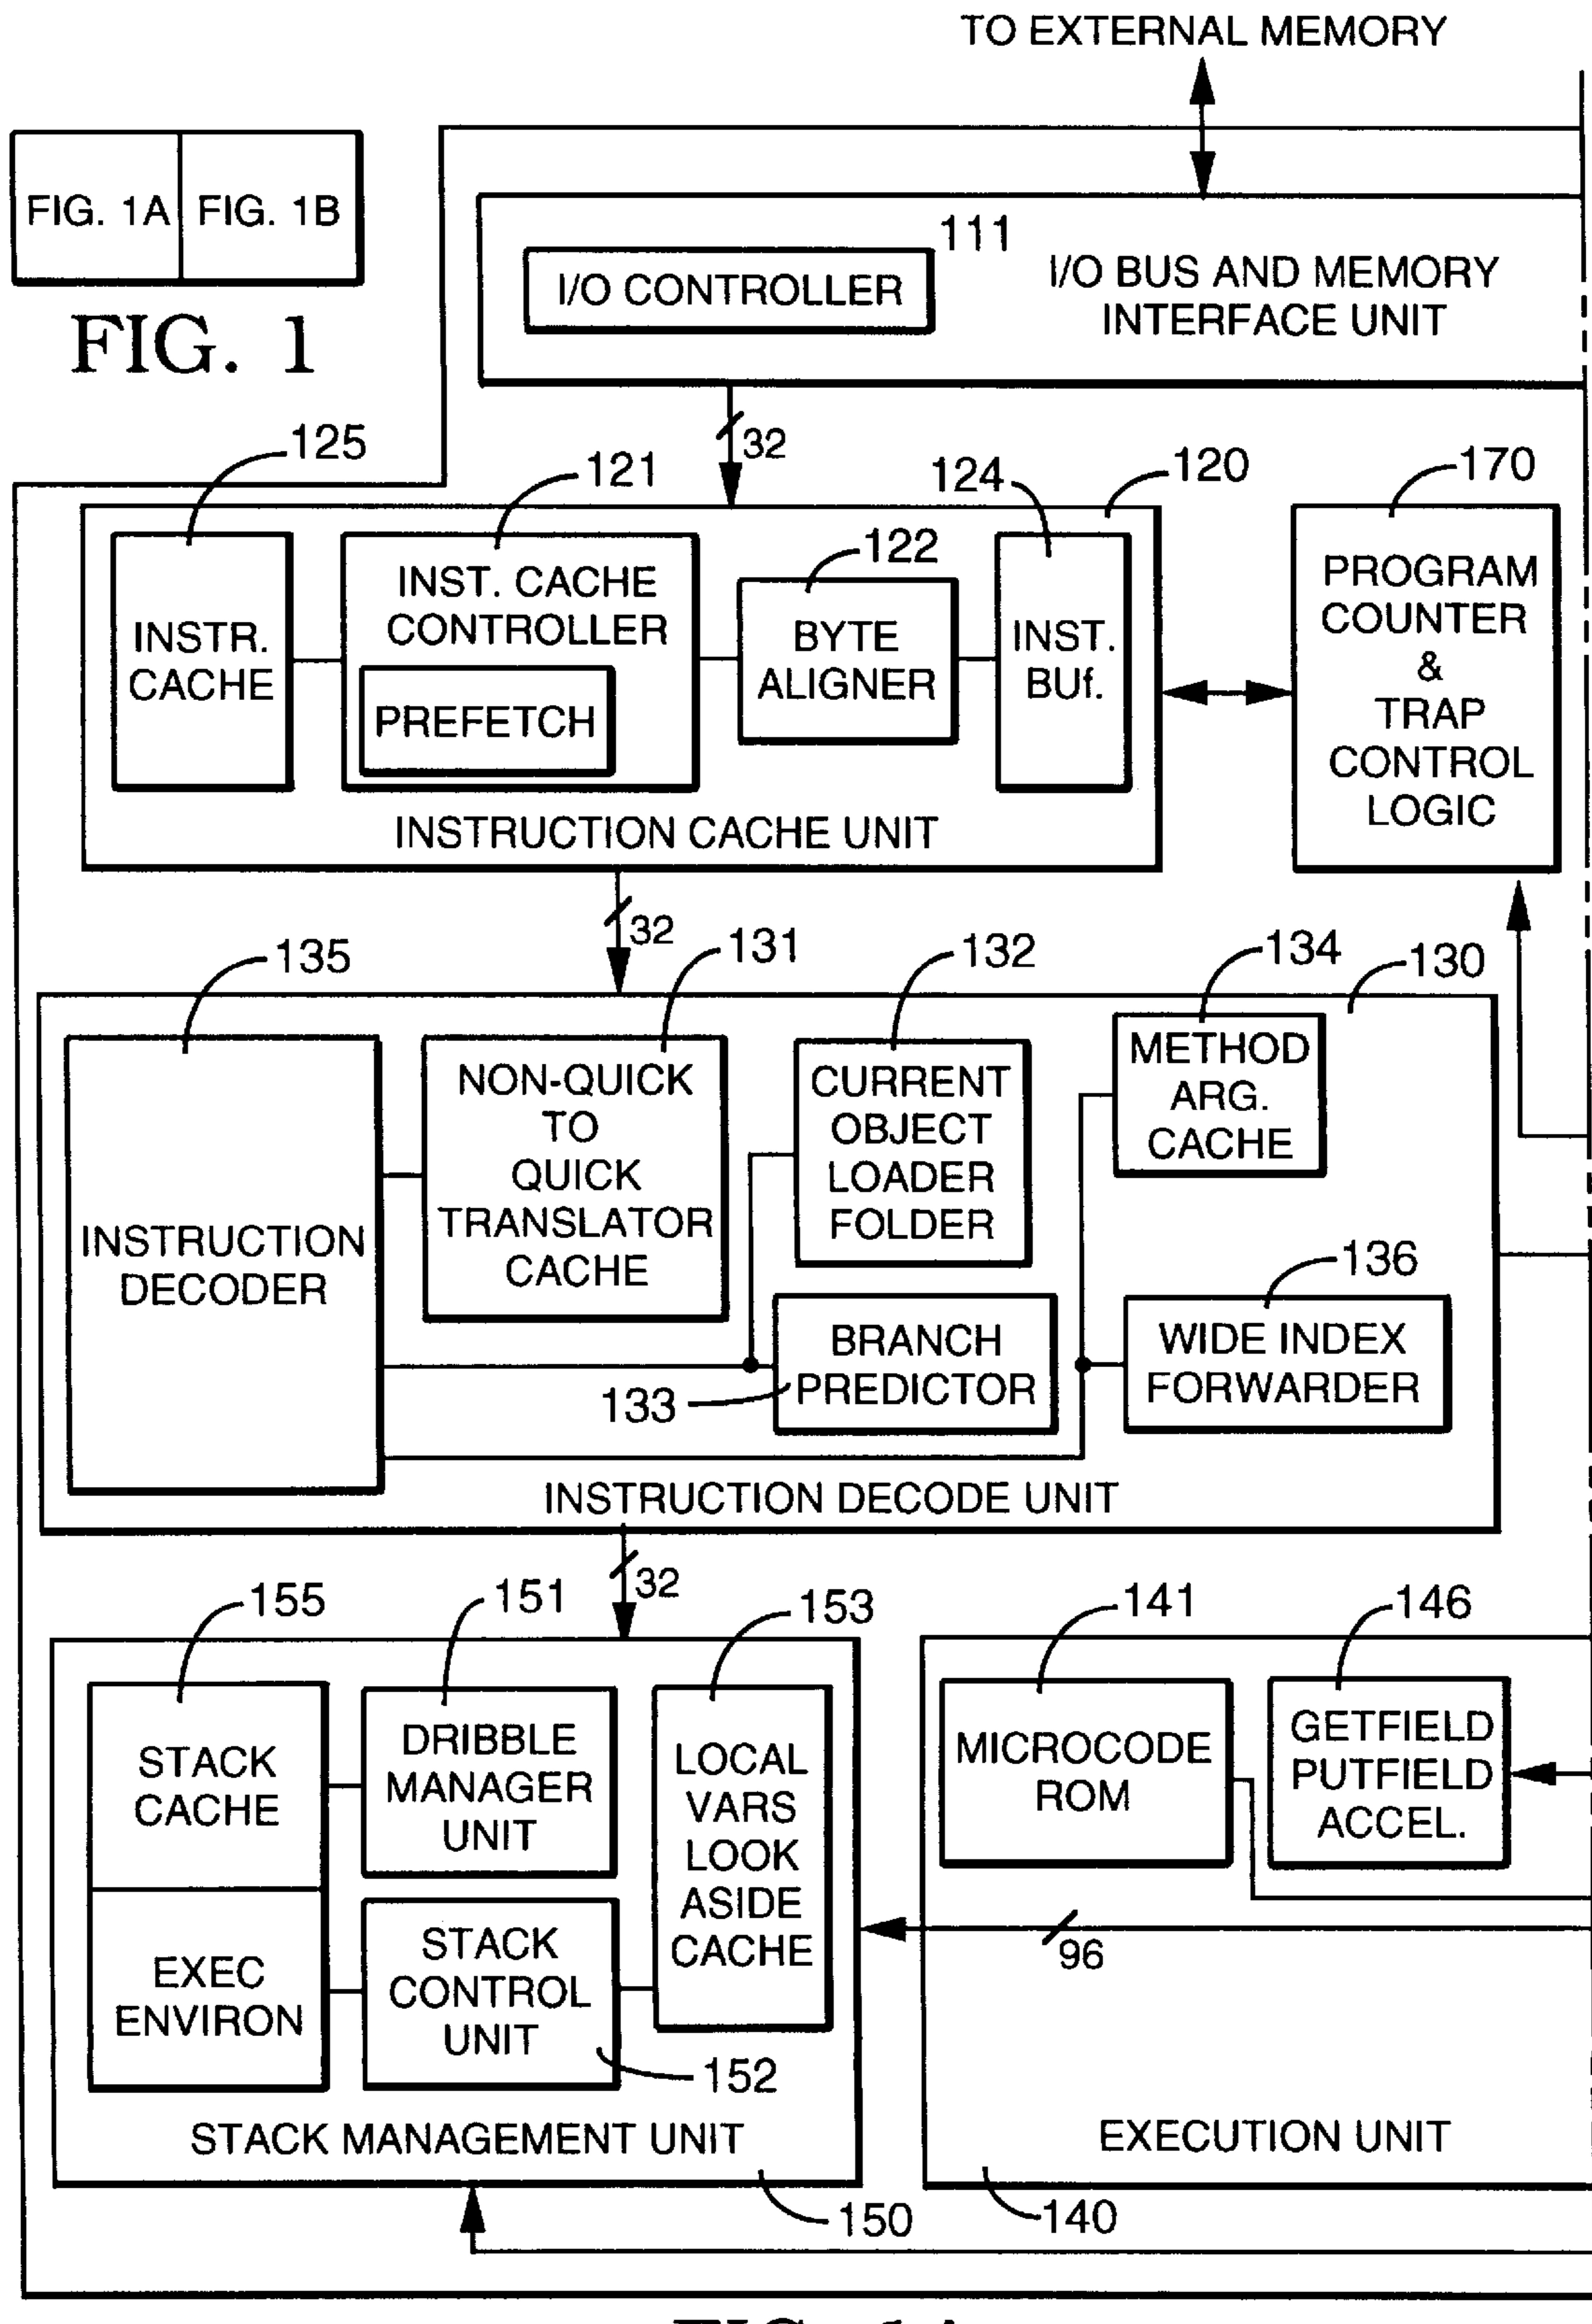 TO EXTERNAL MEMORY
FIG. 1A
FIG. 1B
FIG. 1
111
I/O CONTROLLER
I/O BUS AND MEMORY
INTERFACE UNIT
32
125
121
124
120
170
122
INSTR.
CACHE
INST. CACHE
CONTROLLER
PREFETCH
BYTE
ALIGNER
INST.
BUf.
PROGRAM
COUNTER
&
TRAP
CONTROL
LOGIC
INSTRUCTION CACHE UNIT
32
135
131
132
134
130
INSTRUCTION
DECODER
NON-QUICK
TO
QUICK
TRANSLATOR
CACHE
CURRENT
OBJECT
LOADER
FOLDER
METHOD
ARG.
CACHE
136
BRANCH
PREDICTOR
133
WIDE INDEX
FORWARDER
INSTRUCTION DECODE UNIT
32
155
151
153
141
146
STACK
CACHE
DRIBBLE
MANAGER
UNIT
LOCAL
VARS
LOOK
ASIDE
CACHE
MICROCODE
ROM
GETFIELD
PUTFIELD
ACCEL.
96
EXEC
ENVIRON
STACK
CONTROL
UNIT
152
STACK MANAGEMENT UNIT
EXECUTION UNIT
150
140